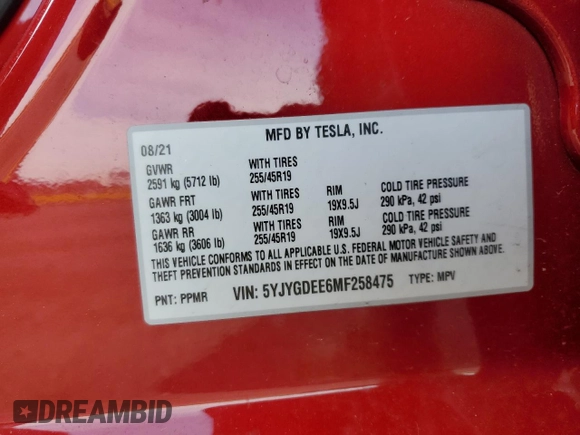 MFD BY TESLA, INC.
08/21
GVWR WITH TIRES
2591 kg (5712 lb) 255/45R19
GAWR FRT WITH TIRES RIM COLD TIRE PRESSURE
1363 kg (3004 lb) 255/45R19 19X9.5J 290 kPa, 42 psi
GAWR RR WITH TIRES RIM COLD TIRE PRESSURE
1636 kg (3606 lb) 255/45R19 19X9.5J 290 kPa, 42 psi
THIS VEHICLE CONFORMS TO ALL APPLICABLE U.S. FEDERAL MOTOR VEHICLE SAFETY AND
THEFT PREVENTION STANDARDS IN EFFECT ON THE DATE OF MANUFACTURE SHOWN ABOVE.
PNT: PPMR VIN: 5YJYGDEE6MF258475 TYPE: MPV
DREAMBID